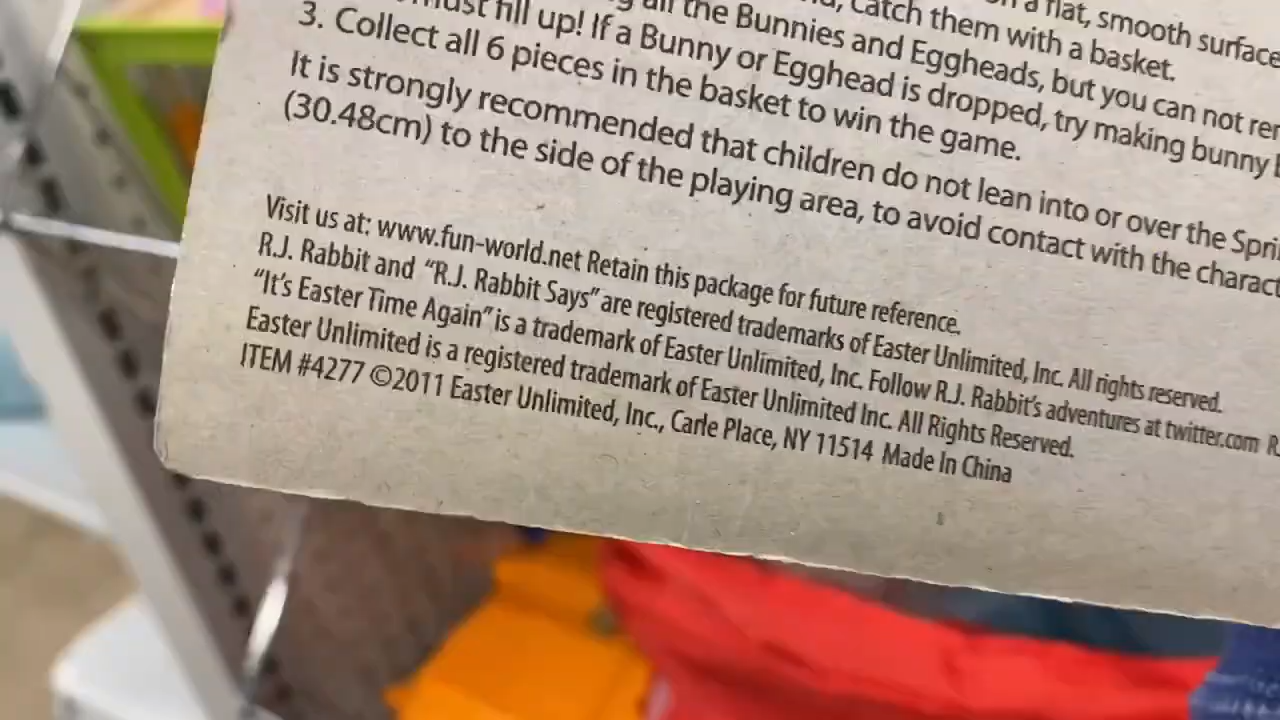 a flat, smooth surface
catch them with a basket.
all the Bunnies and Eggheads, but you can not
must fill up! If a Bunny or Egghead is dropped, try making bunny
3. Collect all 6 pieces in the basket to win the game.
It is strongly recommended that children do not lean into or over the
(30.48cm) to the side of the playing area, to avoid contact with the
Visit us at: www.fun-world.net Retain this package for future reference.
R.J. Rabbit and "R.J. Rabbit Says" are registered trademarks of Easter Unlimited, Inc. All rights reserved.
"It's Easter Time Again" is a trademark of Easter Unlimited, Inc. Follow R.J. Rabbit's adventures at twitter.com
Easter Unlimited is a registered trademark of Easter Unlimited Inc. All Rights Reserved.
ITEM #4277 ©2011 Easter Unlimited, Inc., Carle Place, NY 11514 Made In China